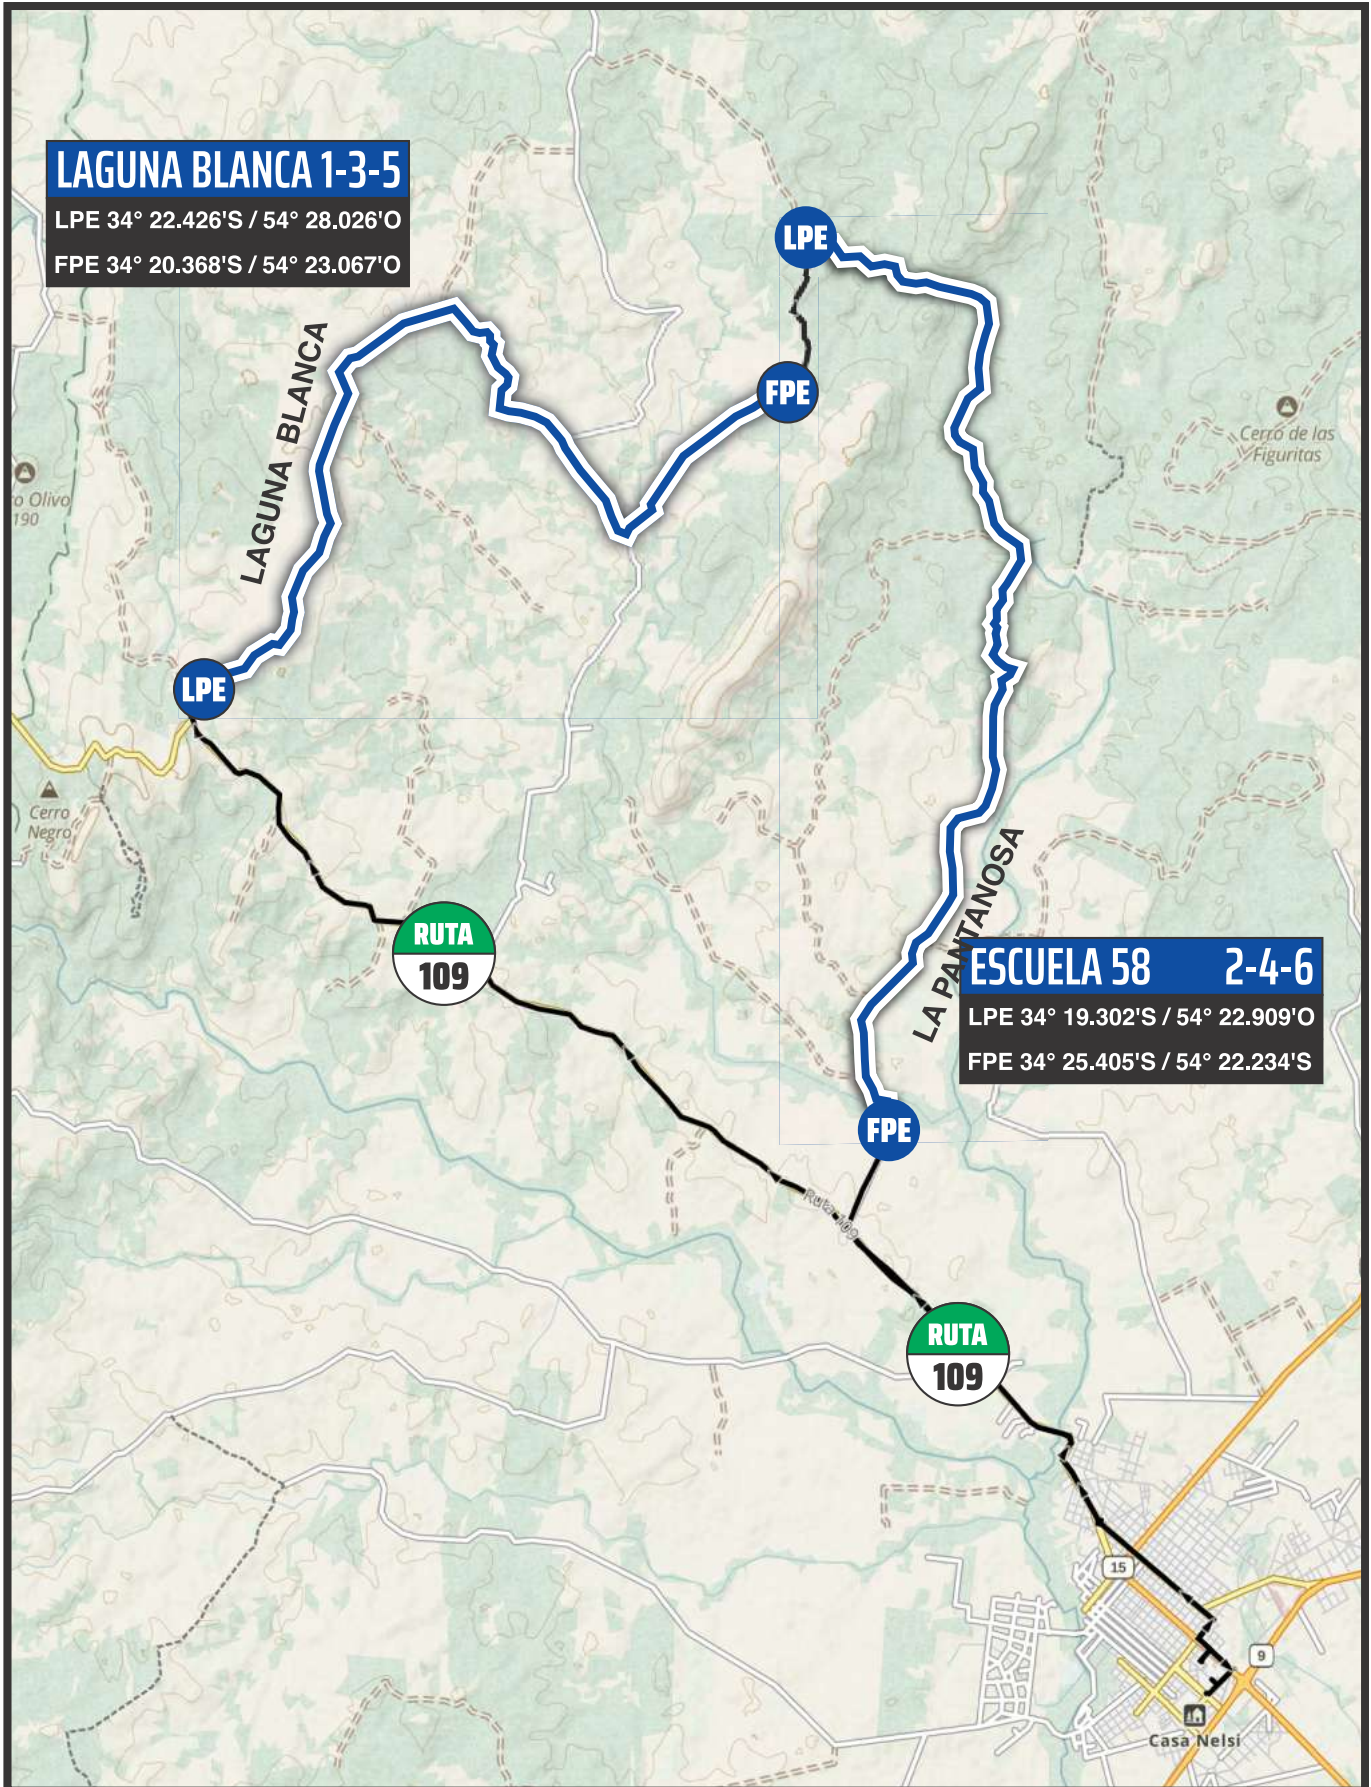 LAGUNA BLANCA 1-3-5
LPE 34° 22.426'S / 54° 28.026'O
FPE 34° 20.368'S / 54° 23.067'O
LPE
FPE
LAGUNA BLANCA
Cerro de las
Figuritas
o Olivo
190
LPE
Cerro
Negro
RUTA
109
LA PANTANOSA
ESCUELA 58 2-4-6
LPE 34° 19.302'S / 54° 22.909'O
FPE 34° 25.405'S / 54° 22.234'S
FPE
Ruta 109
RUTA
109
15
9
Casa Nelsi